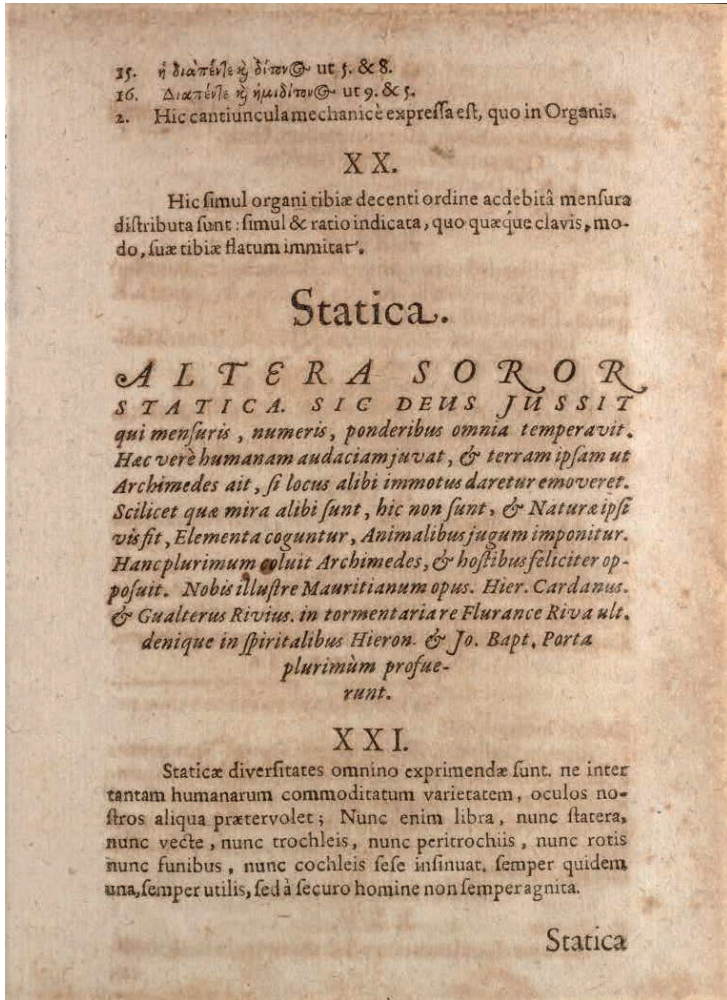 15. ἡ διαπέντε καὶ δίτονος ut 5. & 8.
16. Διαπέντε καὶ ἡμιδίτονος ut 9. & 5.
2. Hic cantiuncula mechanicè expreſſa eſt, quo in Organis.
XX.
Hic ſimul organi tibiæ decenti ordine ac debitâ menſura
diſtributa ſunt: ſimul & ratio indicata, quo quæque clavis, mo-
do, ſuæ tibiæ flatum immitat.
Statica.
ALTERA SOROR
STATICA. SIC DEUS JUSSIT
qui menſuris, numeris, ponderibus omnia temperavit.
Hæc verè humanam audaciam juvat, & terram ipſam ut
Archimedes ait, ſi locus alibi immotus daretur emoveret.
Scilicet quæ mira alibi ſunt, hic non ſunt, & Naturæ ipſi
vis fit, Elementa coguntur, Animalibus jugum imponitur.
Hanc plurimum coluit Archimedes, & hoſtibus feliciter op-
poſuit. Nobis illuſtre Mauritianum opus. Hier. Cardanus.
& Gualterus Rivius. in tormentaria re Flurance Riva ult.
denique in ſpiritalibus Hieron. & Jo. Bapt. Porta
plurimùm profue-
runt.
XXI.
Staticæ diverſitates omnino exprimendæ ſunt. ne inter
tantam humanarum commoditatum varietatem, oculos no-
ſtros aliqua prætervolet; Nunc enim libra, nunc ſtatera,
nunc vecte, nunc trochleis, nunc peritrochiis, nunc rotis
nunc funibus, nunc cochleis ſeſe inſinuat. ſemper quidem
una, ſemper utilis, ſed à ſecuro homine non ſemper agnita.
Statica